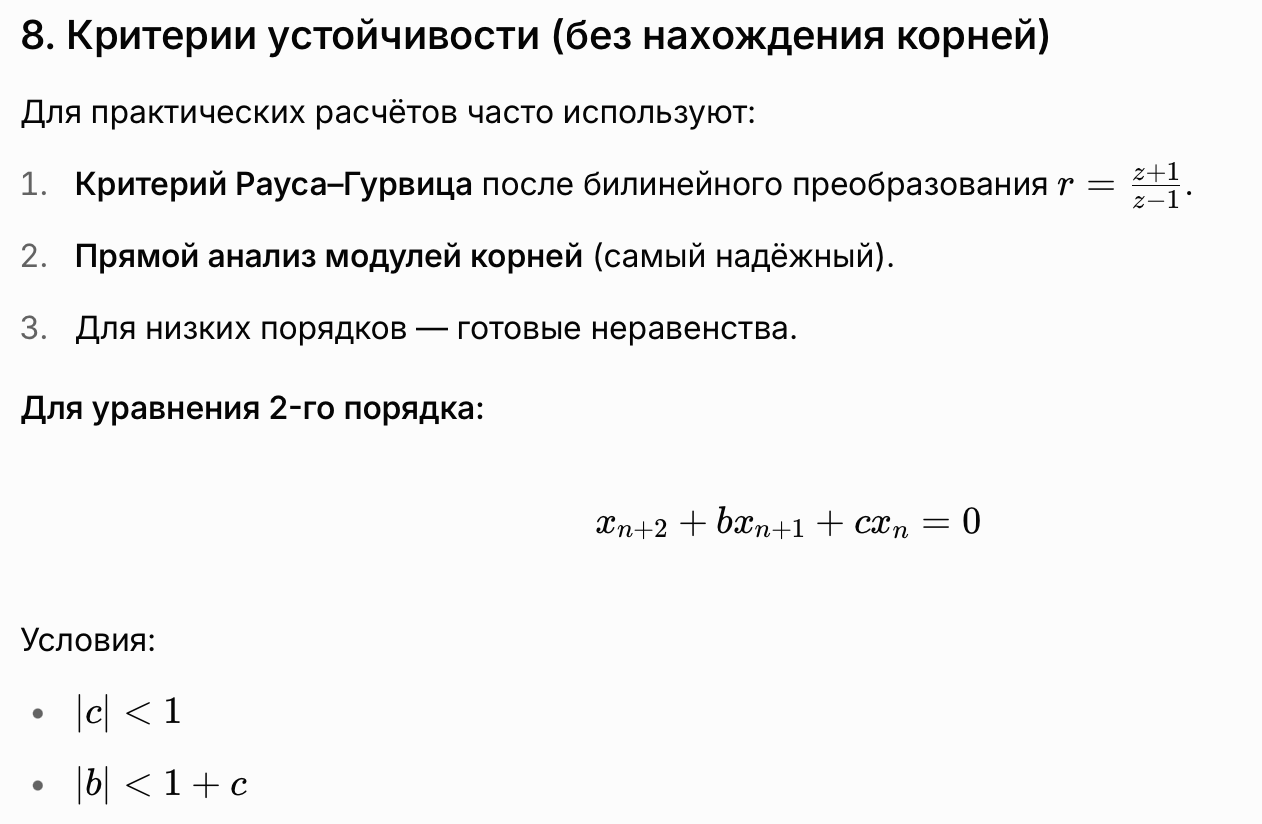 8. Критерии устойчивости (без нахождения корней)
Для практических расчётов часто используют:
1. Критерий Рауса–Гурвица после билинейного преобразования $r = \frac{z+1}{z-1}$.
2. Прямой анализ модулей корней (самый надёжный).
3. Для низких порядков — готовые неравенства.
Для уравнения 2-го порядка:
$x_{n+2} + bx_{n+1} + cx_n = 0$
Условия:
• $|c| < 1$
• $|b| < 1 + c$